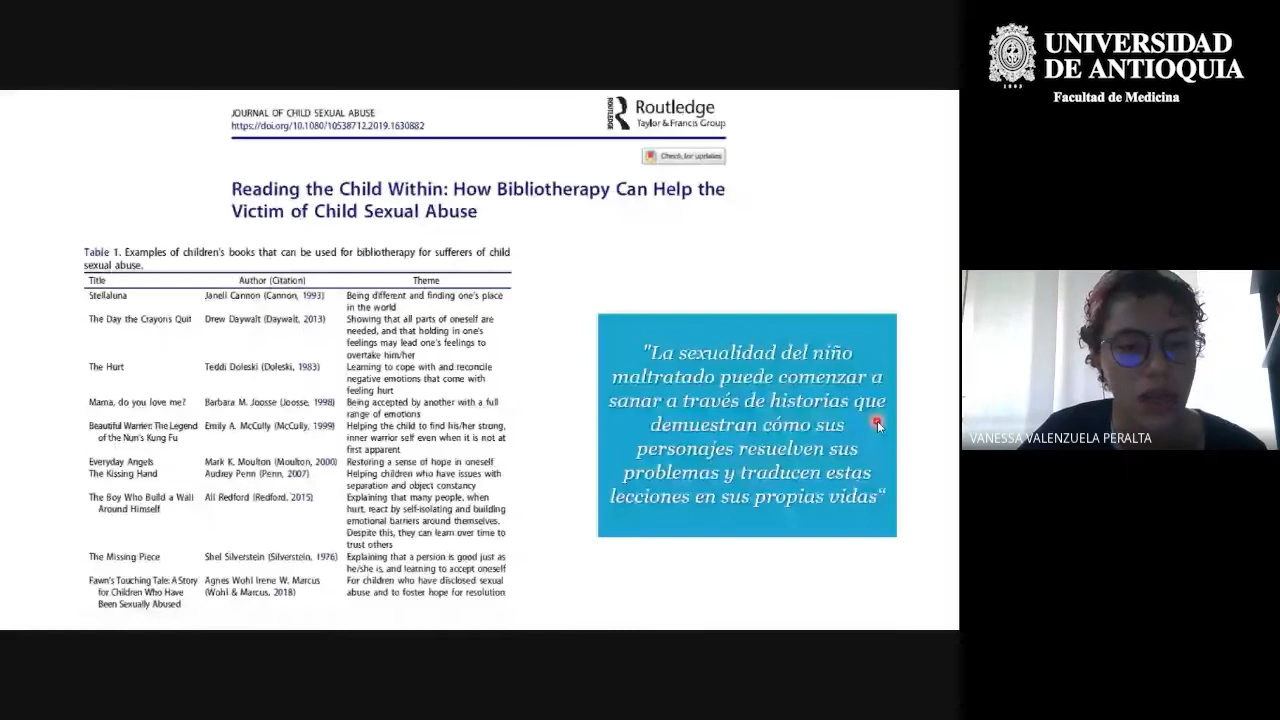 JOURNAL OF CHILD SEXUAL ABUSE
https://doi.org/10.1080/10538712.2019.1630882
ROUTLEDGE
Routledge
Taylor & Francis Group
Check for updates
Reading the Child Within: How Bibliotherapy Can Help the
Victim of Child Sexual Abuse
Table 1. Examples of children's books that can be used for bibliotherapy for sufferers of child
sexual abuse.
Title Author (Citation) Theme
Stellaluna Janell Cannon (Cannon, 1993) Being different and finding one's place
in the world
The Day the Crayons Quit Drew Daywalt (Daywalt, 2013) Showing that all parts of oneself are
needed, and that holding in one's
feelings may lead one's feelings to
overtake him/her
The Hurt Teddi Doleski (Doleski, 1983) Learning to cope with and reconcile
negative emotions that come with
feeling hurt
Mama, do you love me? Barbara M. Joosse (Joosse, 1998) Being accepted by another with a full
range of emotions
Beautiful Warrier: The Legend Emily A. McCully (McCully, 1999) Helping the child to find his/her strong,
of the Nun's Kung Fu inner warrior self even when it is not at
first apparent
Everyday Angels Mark K. Moulton (Moulton, 2000) Restoring a sense of hope in oneself
The Kissing Hand Audrey Penn (Penn, 2007) Helping children who have issues with
separation and object constancy
The Boy Who Build a Wall Ali Redford (Redford, 2015) Explaining that many people, when
Around Himself hurt, react by self-isolating and building
emotional barriers around themselves.
Despite this, they can learn over time to
trust others
The Missing Piece Shel Silverstein (Silverstein, 1976) Explaining that a persion is good just as
he/she is, and learning to accept oneself
Fawn's Touching Tale: A Story Agnes Wohl Irene W. Marcus For children who have disclosed sexual
for Children Who Have (Wohl & Marcus, 2018) abuse and to foster hope for resolution
Been Sexually Abused
"La sexualidad del niño
maltratado puede comenzar a
sanar a través de historias que
demuestran cómo sus
personajes resuelven sus
problemas y traducen estas
lecciones en sus propias vidas“
UNIVERSIDAD
DE ANTIOQUIA
1803
Facultad de Medicina
VANESSA VALENZUELA PERALTA